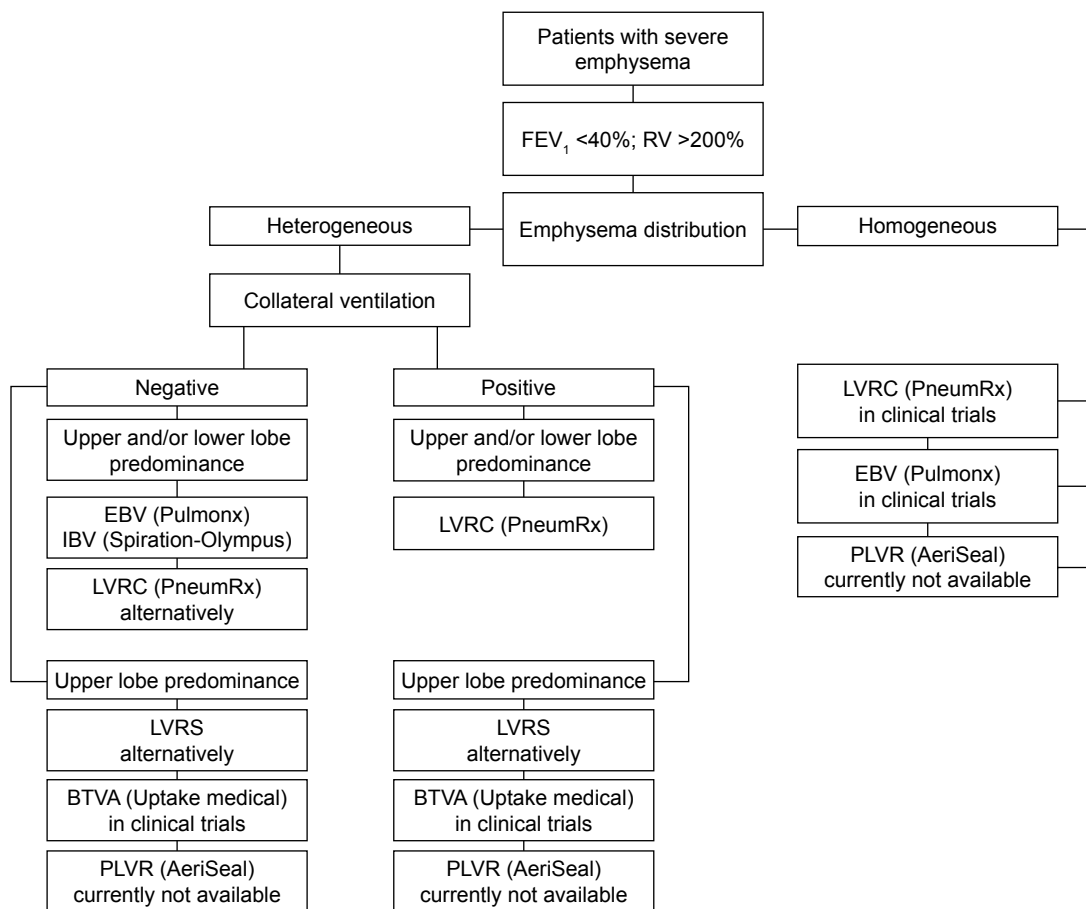 Patients with severe
emphysema
FEV₁ <40%; RV >200%
Heterogeneous
Emphysema distribution
Homogeneous
Collateral ventilation
Negative
Positive
Upper and/or lower lobe
predominance
EBV (Pulmonx)
IBV (Spiration-Olympus)
LVRC (PneumRx)
alternatively
Upper and/or lower lobe
predominance
LVRC (PneumRx)
LVRC (PneumRx)
in clinical trials
EBV (Pulmonx)
in clinical trials
PLVR (AeriSeal)
currently not available
Upper lobe predominance
LVRS
alternatively
BTVA (Uptake medical)
in clinical trials
PLVR (AeriSeal)
currently not available
Upper lobe predominance
LVRS
alternatively
BTVA (Uptake medical)
in clinical trials
PLVR (AeriSeal)
currently not available